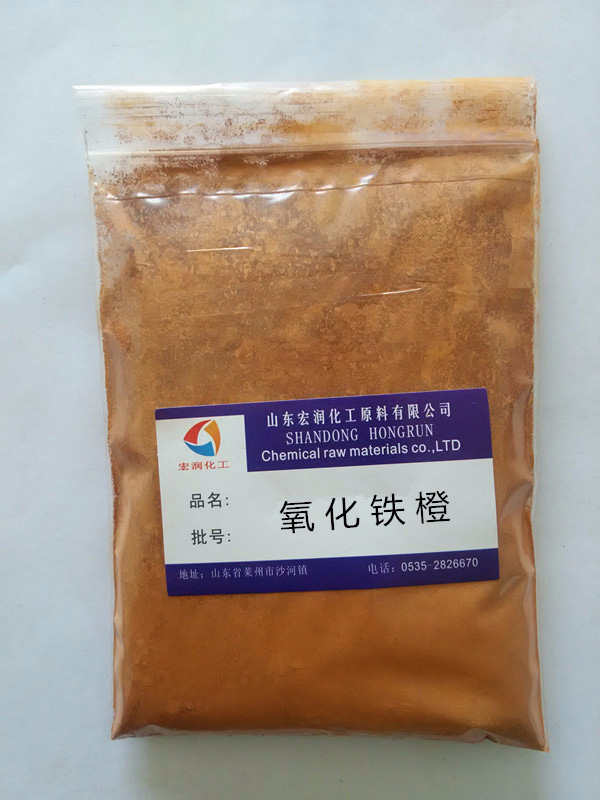 山东宏润化工原料有限公司
SHANDONG HONGRUN
Chemical raw materials co.,LTD
宏润化工
品名: 氧化铁橙
批号:
地址: 山东省莱州市沙河镇 电话: 0535-2826670